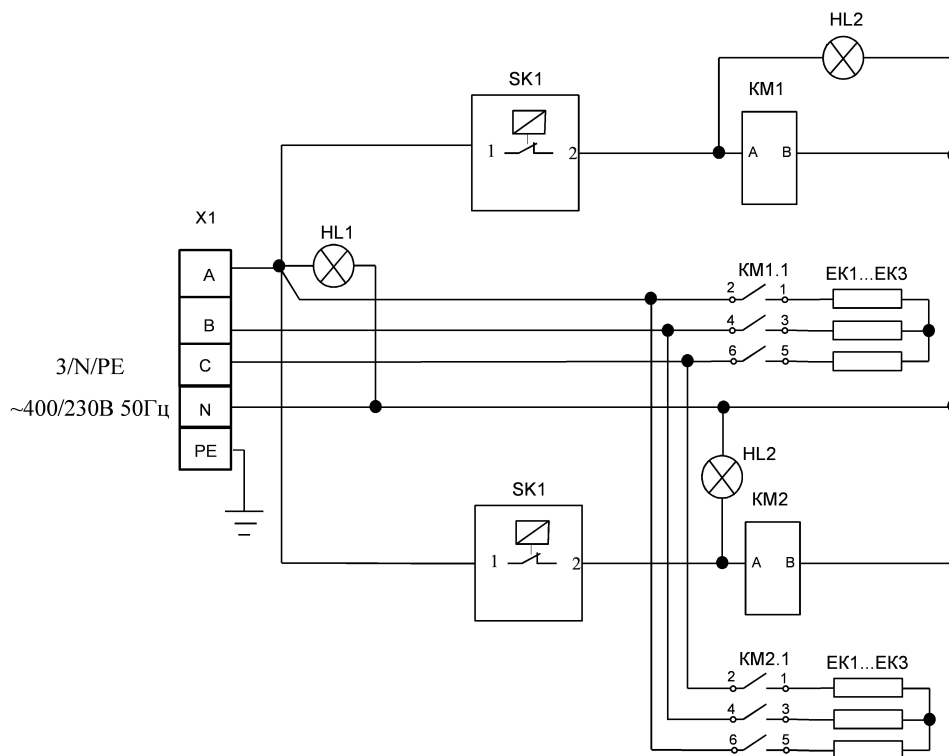 HL2
SK1
KM1
1
2
A
B
X1
HL1
A
KM1.1
EK1...EK3
2
1
B
4
3
C
6
5
3/N/PE
~400/230В 50Гц
N
PE
HL2
SK1
KM2
1
2
A
B
KM2.1
EK1...EK3
2
1
4
3
6
5